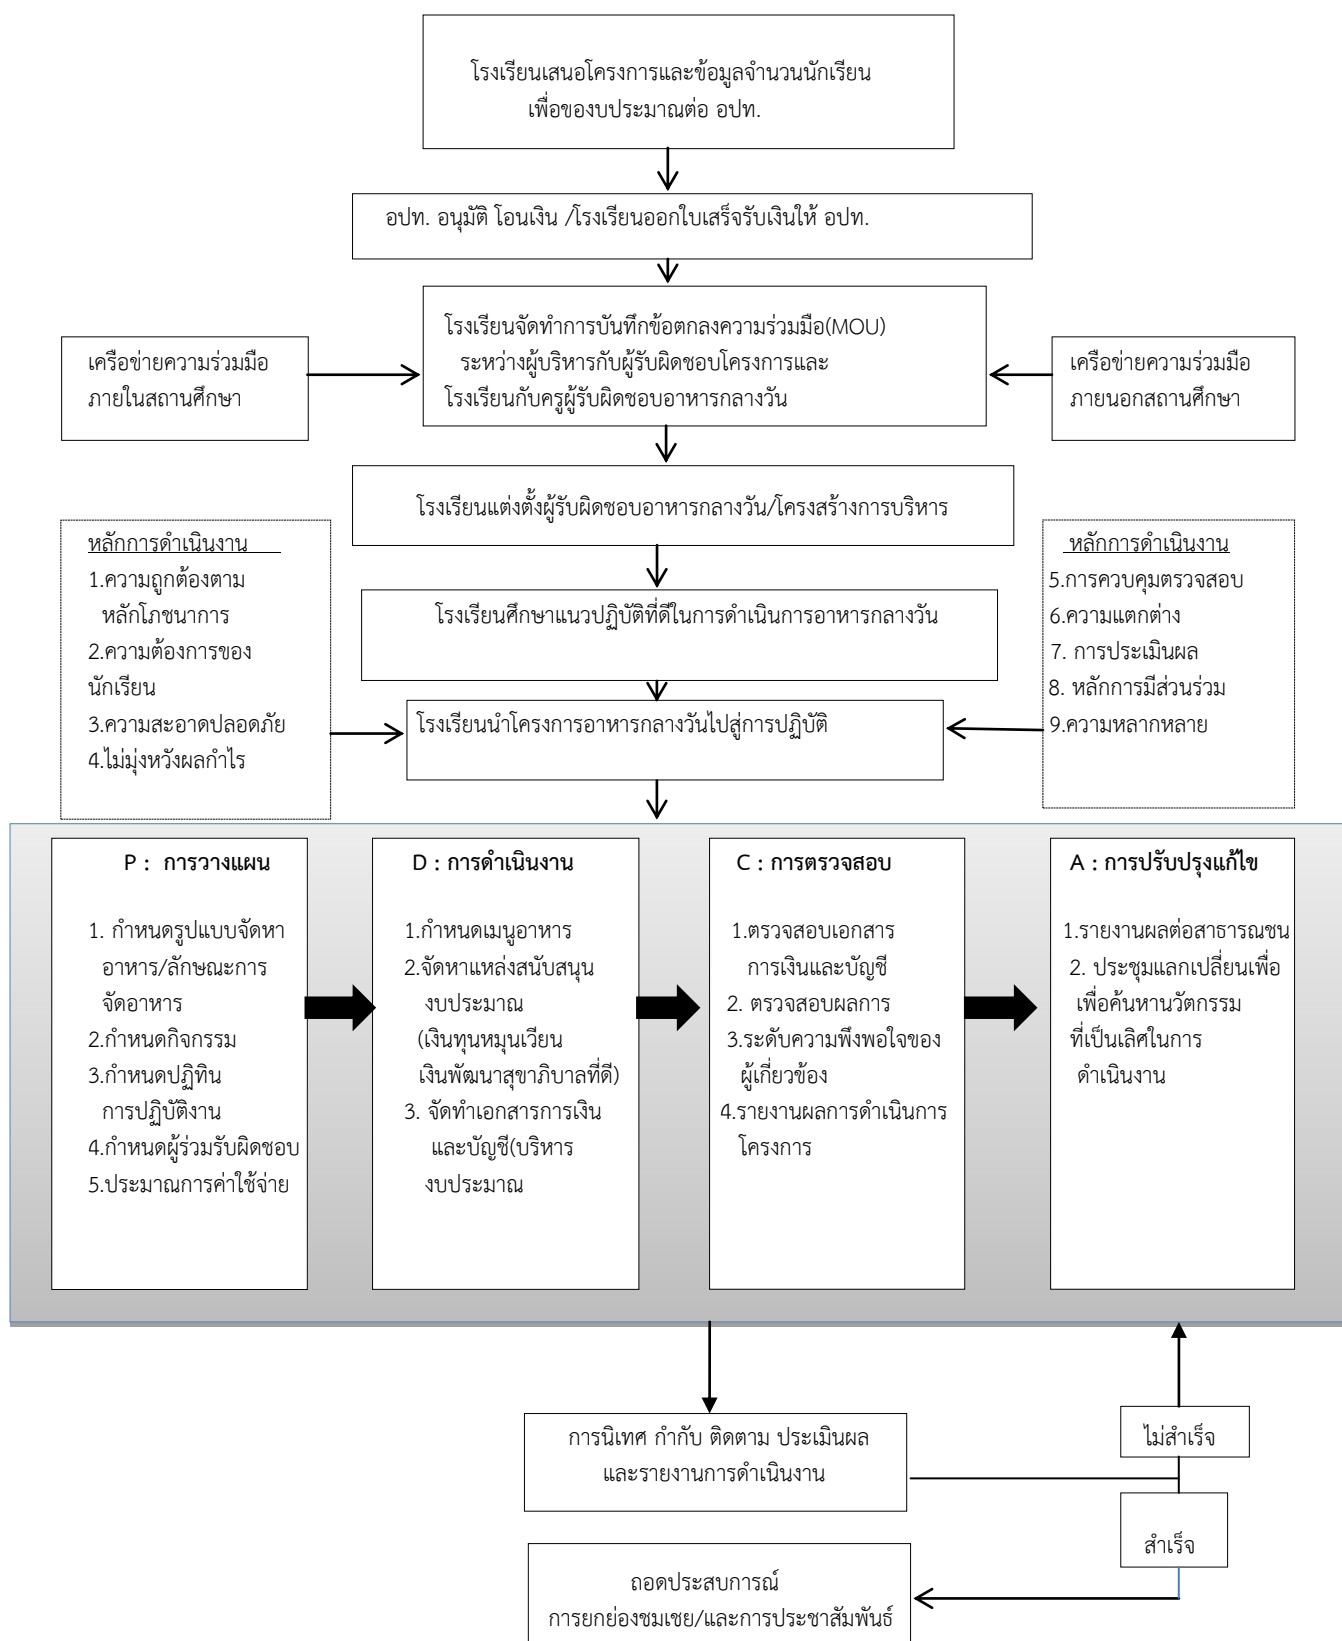 โรงเรียนเสนอโครงการและข้อมูลจำนวนนักเรียน
เพื่อของบประมาณต่อ อปท.
อปท. อนุมัติ โอนเงิน /โรงเรียนออกใบเสร็จรับเงินให้ อปท.
โรงเรียนจัดทำการบันทึกข้อตกลงความร่วมมือ(MOU)
ระหว่างผู้บริหารกับผู้รับผิดชอบโครงการและ
โรงเรียนกับครูผู้รับผิดชอบอาหารกลางวัน
เครือข่ายความร่วมมือ
ภายในสถานศึกษา
เครือข่ายความร่วมมือ
ภายนอกสถานศึกษา
โรงเรียนแต่งตั้งผู้รับผิดชอบอาหารกลางวัน/โครงสร้างการบริหาร
หลักการดำเนินงาน
1.ความถูกต้องตาม
หลักโภชนาการ
2.ความต้องการของ
นักเรียน
3.ความสะอาดปลอดภัย
4.ไม่มุ่งหวังผลกำไร
หลักการดำเนินงาน
5.การควบคุมตรวจสอบ
6.ความแตกต่าง
7. การประเมินผล
8. หลักการมีส่วนร่วม
9.ความหลากหลาย
โรงเรียนศึกษาแนวปฏิบัติที่ดีในการดำเนินการอาหารกลางวัน
โรงเรียนนำโครงการอาหารกลางวันไปสู่การปฏิบัติ
P : การวางแผน
1. กำหนดรูปแบบจัดหา
อาหาร/ลักษณะการ
จัดอาหาร
2.กำหนดกิจกรรม
3.กำหนดปฏิทิน
การปฏิบัติงาน
4.กำหนดผู้ร่วมรับผิดชอบ
5.ประมาณการค่าใช้จ่าย
D : การดำเนินงาน
1.กำหนดเมนูอาหาร
2.จัดหาแหล่งสนับสนุน
งบประมาณ
(เงินทุนหมุนเวียน
เงินพัฒนาสุขาภิบาลที่ดี)
3. จัดทำเอกสารการเงิน
และบัญชี(บริหาร
งบประมาณ
C : การตรวจสอบ
1.ตรวจสอบเอกสาร
การเงินและบัญชี
2. ตรวจสอบผลการ
3.ระดับความพึงพอใจของ
ผู้เกี่ยวข้อง
4.รายงานผลการดำเนินการ
โครงการ
A : การปรับปรุงแก้ไข
1.รายงานผลต่อสาธารณชน
2. ประชุมแลกเปลี่ยนเพื่อ
เพื่อค้นหานวัตกรรม
ที่เป็นเลิศในการ
ดำเนินงาน
การนิเทศ กำกับ ติดตาม ประเมินผล
และรายงานการดำเนินงาน
ไม่สำเร็จ
สำเร็จ
ถอดประสบการณ์
การยกย่องชมเชย/และการประชาสัมพันธ์